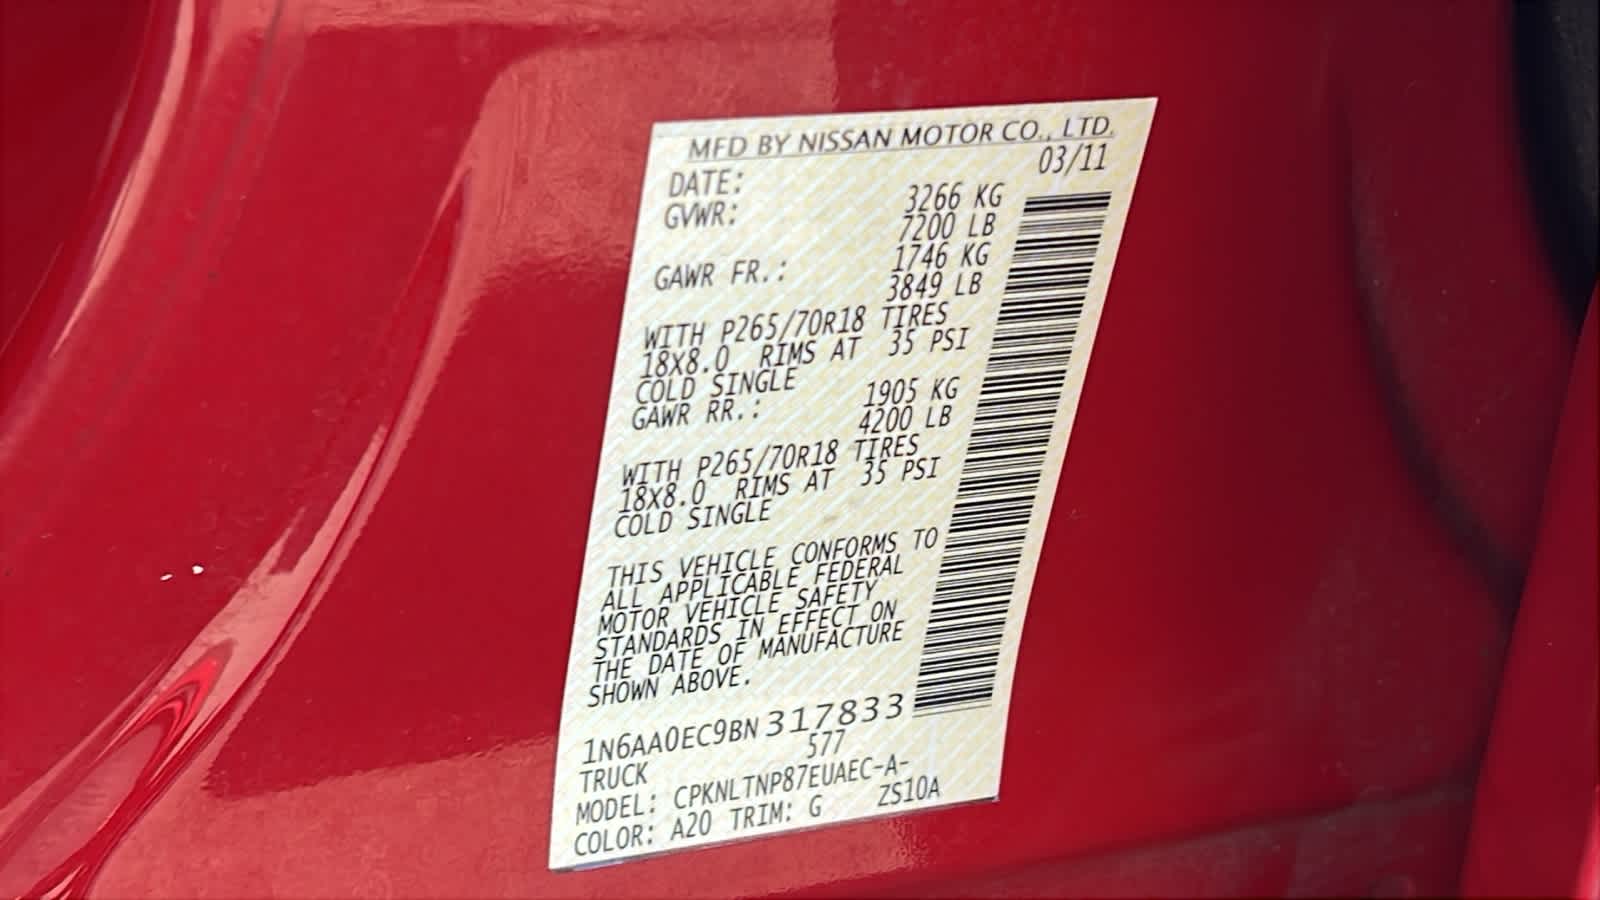 MFD BY NISSAN MOTOR CO., LTD.
DATE: 03/11
GVWR: 3266 KG
7200 LB
GAWR FR.: 1746 KG
3849 LB
WITH P265/70R18 TIRES
18X8.0 RIMS AT 35 PSI
COLD SINGLE
GAWR RR.: 1905 KG
4200 LB
WITH P265/70R18 TIRES
18X8.0 RIMS AT 35 PSI
COLD SINGLE
THIS VEHICLE CONFORMS TO
ALL APPLICABLE FEDERAL
MOTOR VEHICLE SAFETY
STANDARDS IN EFFECT ON
THE DATE OF MANUFACTURE
SHOWN ABOVE.
1N6AA0EC9BN 317833
TRUCK 577
MODEL: CPKNLTNP87EUAEC-A-
COLOR: A20 TRIM: G ZS10A